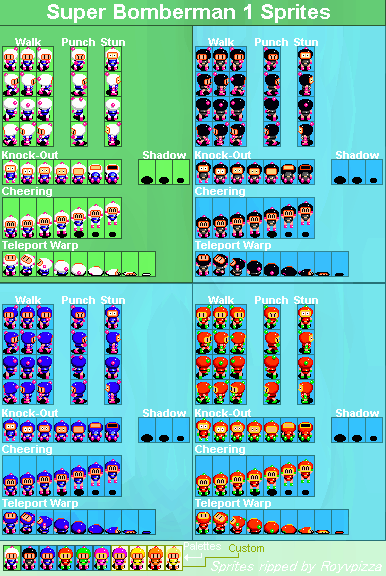 Super Bomberman 1 Sprites
Walk Punch Stun Walk Punch Stun
Knock-Out Shadow Knock-Out Shadow
Cheering Cheering
Teleport Warp Teleport Warp
Walk Punch Stun Walk Punch Stun
Knock-Out Shadow Knock-Out Shadow
Cheering Cheering
Teleport Warp Teleport Warp
Palettes Custom
Sprites ripped by Royvpizza